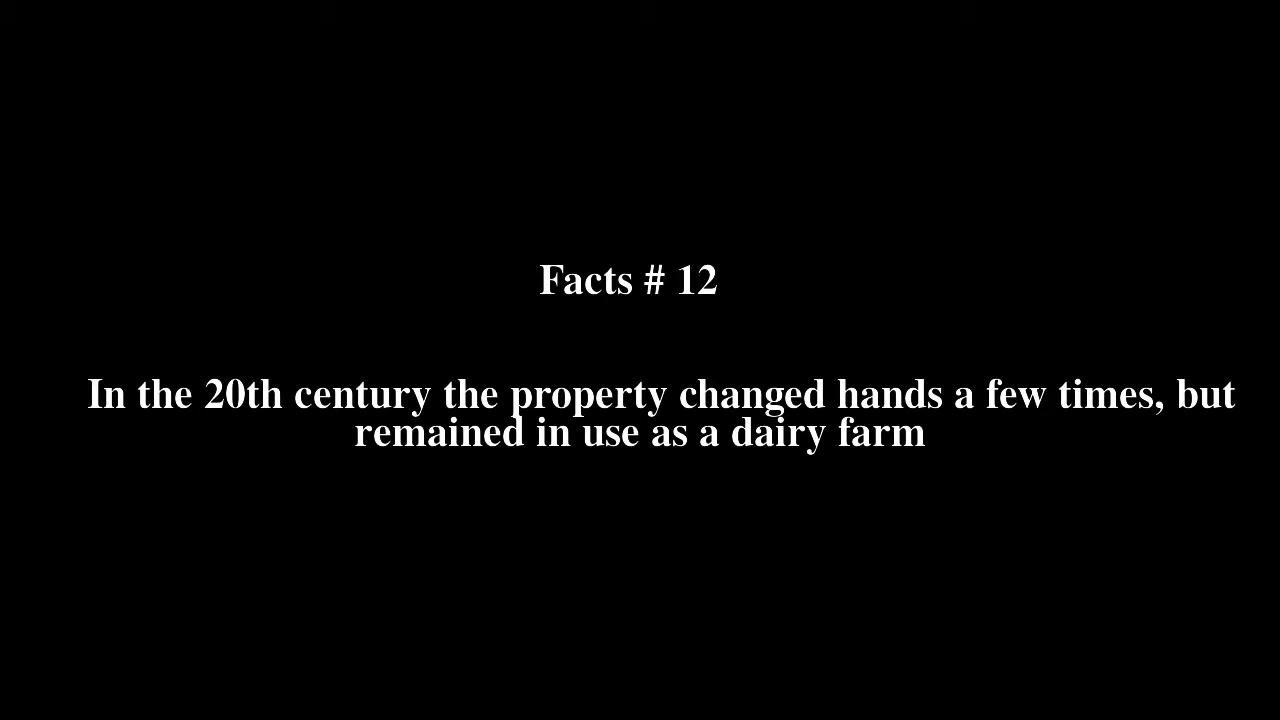 Facts # 12
In the 20th century the property changed hands a few times, but
remained in use as a dairy farm